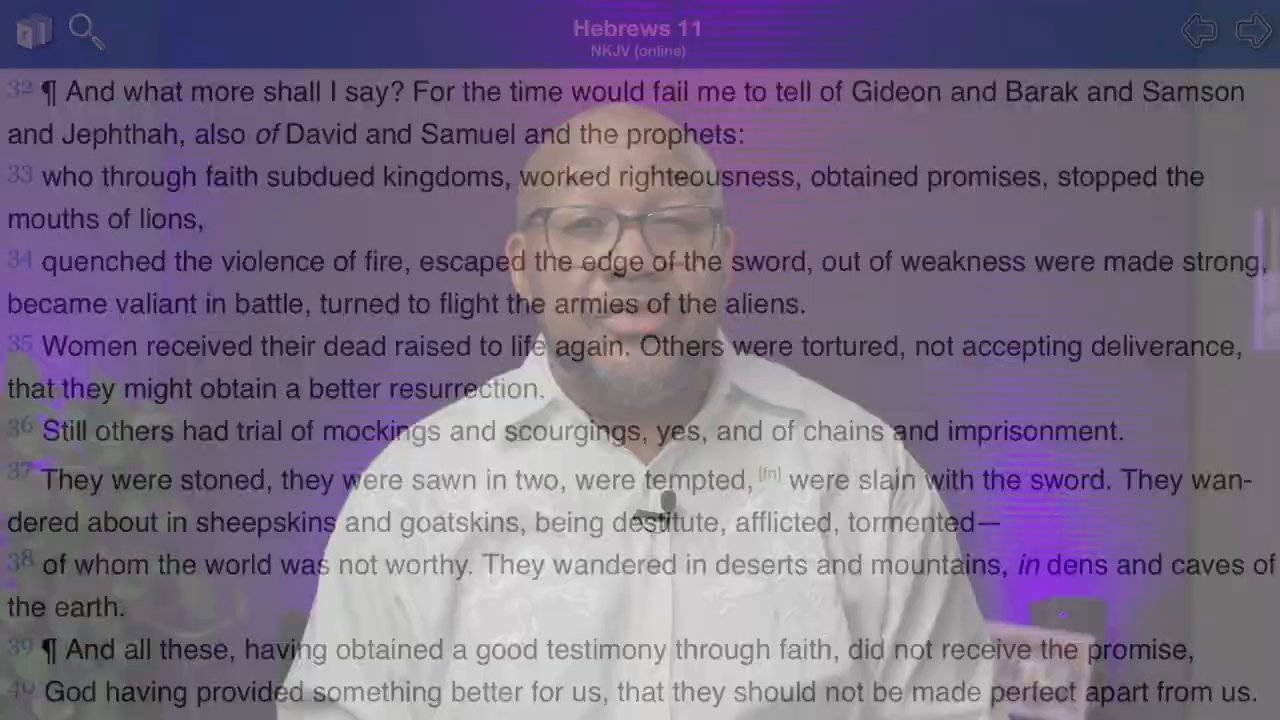 Hebrews 11
NKJV (online)
32 ¶ And what more shall I say? For the time would fail me to tell of Gideon and Barak and Samson
and Jephthah, also of David and Samuel and the prophets:
33 who through faith subdued kingdoms, worked righteousness, obtained promises, stopped the
mouths of lions,
34 quenched the violence of fire, escaped the edge of the sword, out of weakness were made strong,
became valiant in battle, turned to flight the armies of the aliens.
35 Women received their dead raised to life again. Others were tortured, not accepting deliverance,
that they might obtain a better resurrection.
36 Still others had trial of mockings and scourgings, yes, and of chains and imprisonment.
37 They were stoned, they were sawn in two, were tempted, [fn] were slain with the sword. They wan-
dered about in sheepskins and goatskins, being destitute, afflicted, tormented—
38 of whom the world was not worthy. They wandered in deserts and mountains, in dens and caves of
the earth.
39 ¶ And all these, having obtained a good testimony through faith, did not receive the promise,
40 God having provided something better for us, that they should not be made perfect apart from us.